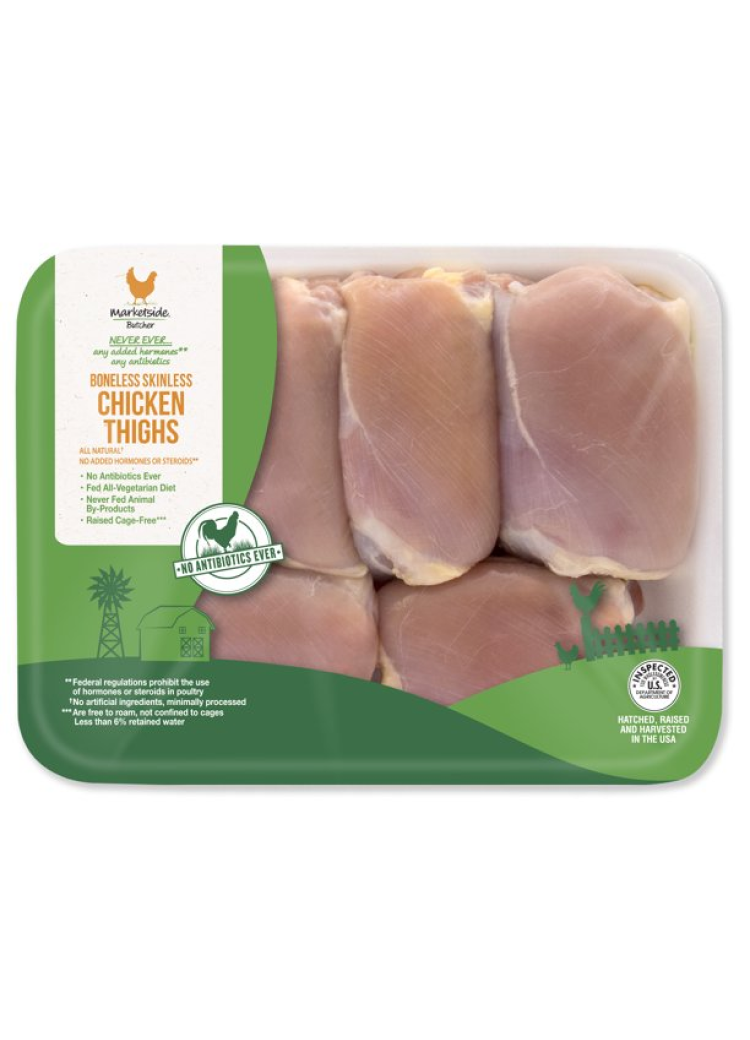 Marketside.
Butcher
NEVER EVER...
any added hormones**
any antibiotics
BONELESS SKINLESS
CHICKEN
THIGHS
ALL NATURAL†
NO ADDED HORMONES OR STEROIDS**
• No Antibiotics Ever
• Fed All-Vegetarian Diet
• Never Fed Animal
By-Products
• Raised Cage-Free***
• NO ANTIBIOTICS EVER •
**Federal regulations prohibit the use
of hormones or steroids in poultry
†No artificial ingredients, minimally processed
***Are free to roam, not confined to cages
Less than 6% retained water
INSPECTED
FOR WHOLESOMENESS
BY
U.S.
DEPARTMENT OF
AGRICULTURE
HATCHED, RAISED
AND HARVESTED
IN THE USA